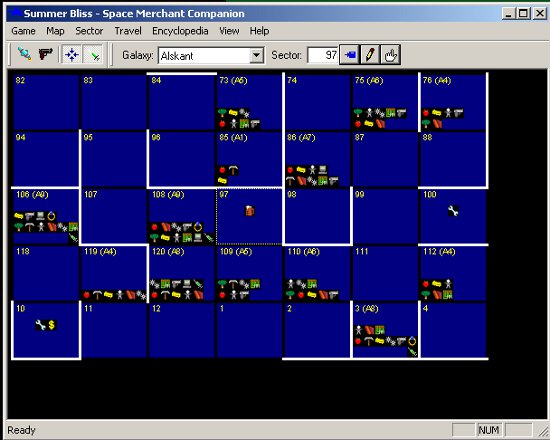 Summer Bliss - Space Merchant Companion
Game Map Sector Travel Encyclopedia View Help
Galaxy: Alskant Sector: 97
82 83 84 73 (A5) 74 75 (A6) 76 (A4)
94 95 96 85 (A1) 86 (A7) 87 88
106 (A9) 107 108 (A9) 97 98 99 100
118 119 (A4) 120 (A8) 109 (A5) 110 (A6) 111 112 (A4)
10 11 12 1 2 3 (A8) 4
$
Ready NUM